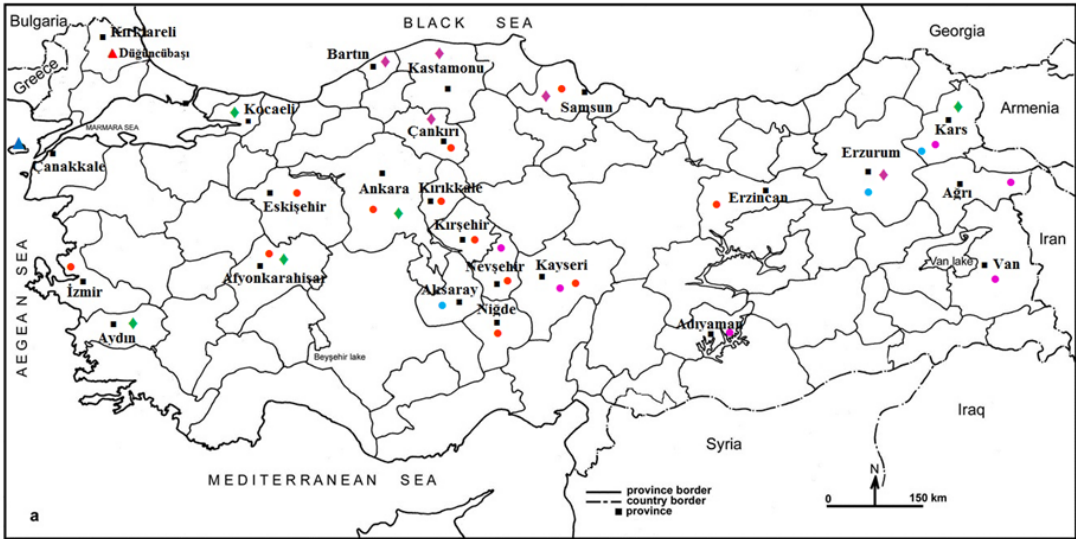 BLACK SEA
Bulgaria
Kırklareli
Düğüncübaşı
Greece
Georgia
Bartın
Kastamonu
Samsun
Kocaeli
Armenia
MARMARA SEA
Çankırı
Kars
Çanakkale
Erzurum
Ankara
Kırıkkale
Erzincan
Ağrı
Eskişehir
Kırşehir
Iran
AEGEAN SEA
Afyonkarahisar
Nevşehir
Kayseri
Van lake
Van
İzmir
Aksaray
Niğde
Adıyaman
Aydın
Beyşehir lake
Iraq
Syria
MEDITERRANEAN SEA
N
province border
country border
province
0 150 km
a